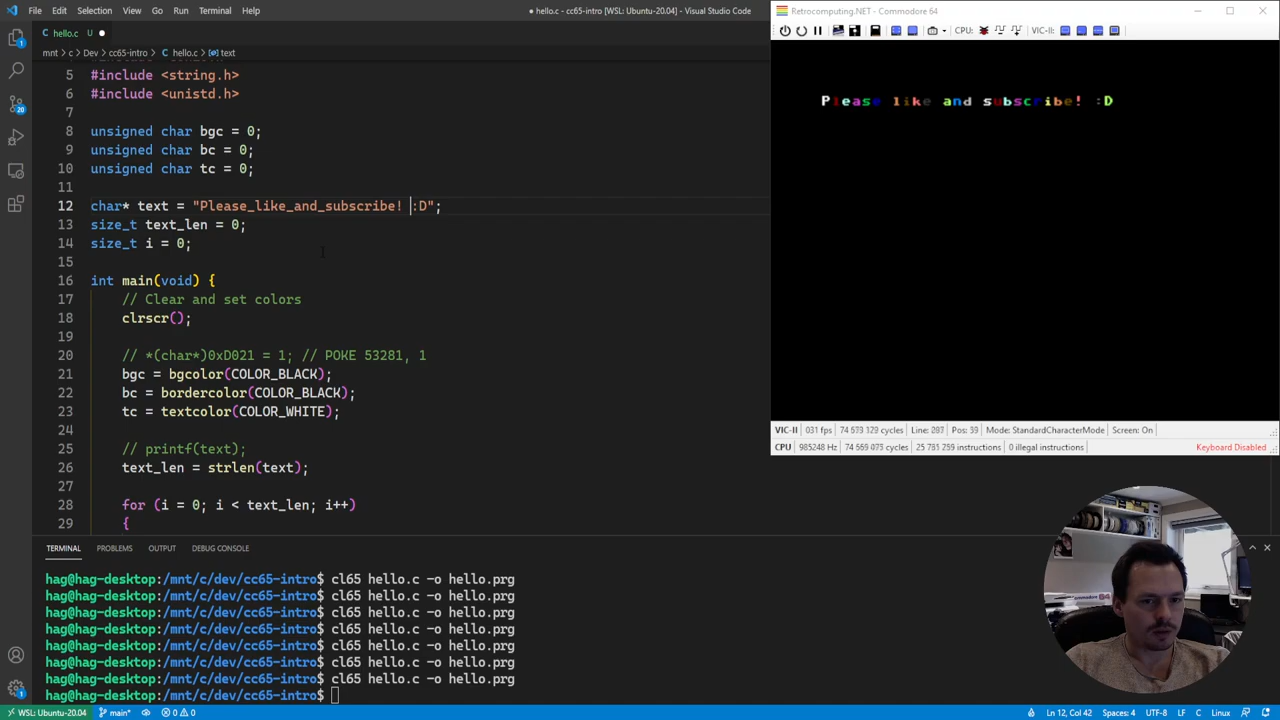 File Edit Selection View Go Run Terminal Help
● hello.c - cc65-intro [WSL: Ubuntu-20.04] - Visual Studio Code
hello.c U ●
mnt > c > Dev > cc65-intro > hello.c > text
5 #include <string.h>
6 #include <unistd.h>
7
8 unsigned char bgc = 0;
9 unsigned char bc = 0;
10 unsigned char tc = 0;
11
12 char* text = "Please_like_and_subscribe! :D";
13 size_t text_len = 0;
14 size_t i = 0;
15
16 int main(void) {
17 // Clear and set colors
18 clrscr();
19
20 // *(char*)0xD021 = 1; // POKE 53281, 1
21 bgc = bgcolor(COLOR_BLACK);
22 bc = bordercolor(COLOR_BLACK);
23 tc = textcolor(COLOR_WHITE);
24
25 // printf(text);
26 text_len = strlen(text);
27
28 for (i = 0; i < text_len; i++)
29 {
Retrocomputing.NET - Commodore 64
CPU: VIC-II:
Please like and subscribe! :D
VIC-II 031 fps 74 573 129 cycles Line: 287 Pos: 39 Mode: StandardCharacterMode Screen: On
CPU 985248 Hz 74 569 073 cycles 25 781 259 instructions 0 illegal instructions Keyboard Disabled
TERMINAL PROBLEMS OUTPUT DEBUG CONSOLE
hag@hag-desktop:/mnt/c/dev/cc65-intro$ cl65 hello.c -o hello.prg
hag@hag-desktop:/mnt/c/dev/cc65-intro$ cl65 hello.c -o hello.prg
hag@hag-desktop:/mnt/c/dev/cc65-intro$ cl65 hello.c -o hello.prg
hag@hag-desktop:/mnt/c/dev/cc65-intro$ cl65 hello.c -o hello.prg
hag@hag-desktop:/mnt/c/dev/cc65-intro$ cl65 hello.c -o hello.prg
hag@hag-desktop:/mnt/c/dev/cc65-intro$ cl65 hello.c -o hello.prg
hag@hag-desktop:/mnt/c/dev/cc65-intro$ cl65 hello.c -o hello.prg
hag@hag-desktop:/mnt/c/dev/cc65-intro$
WSL: Ubuntu-20.04 main* 0 0 Ln 12, Col 42 Spaces: 4 UTF-8 LF C Linux